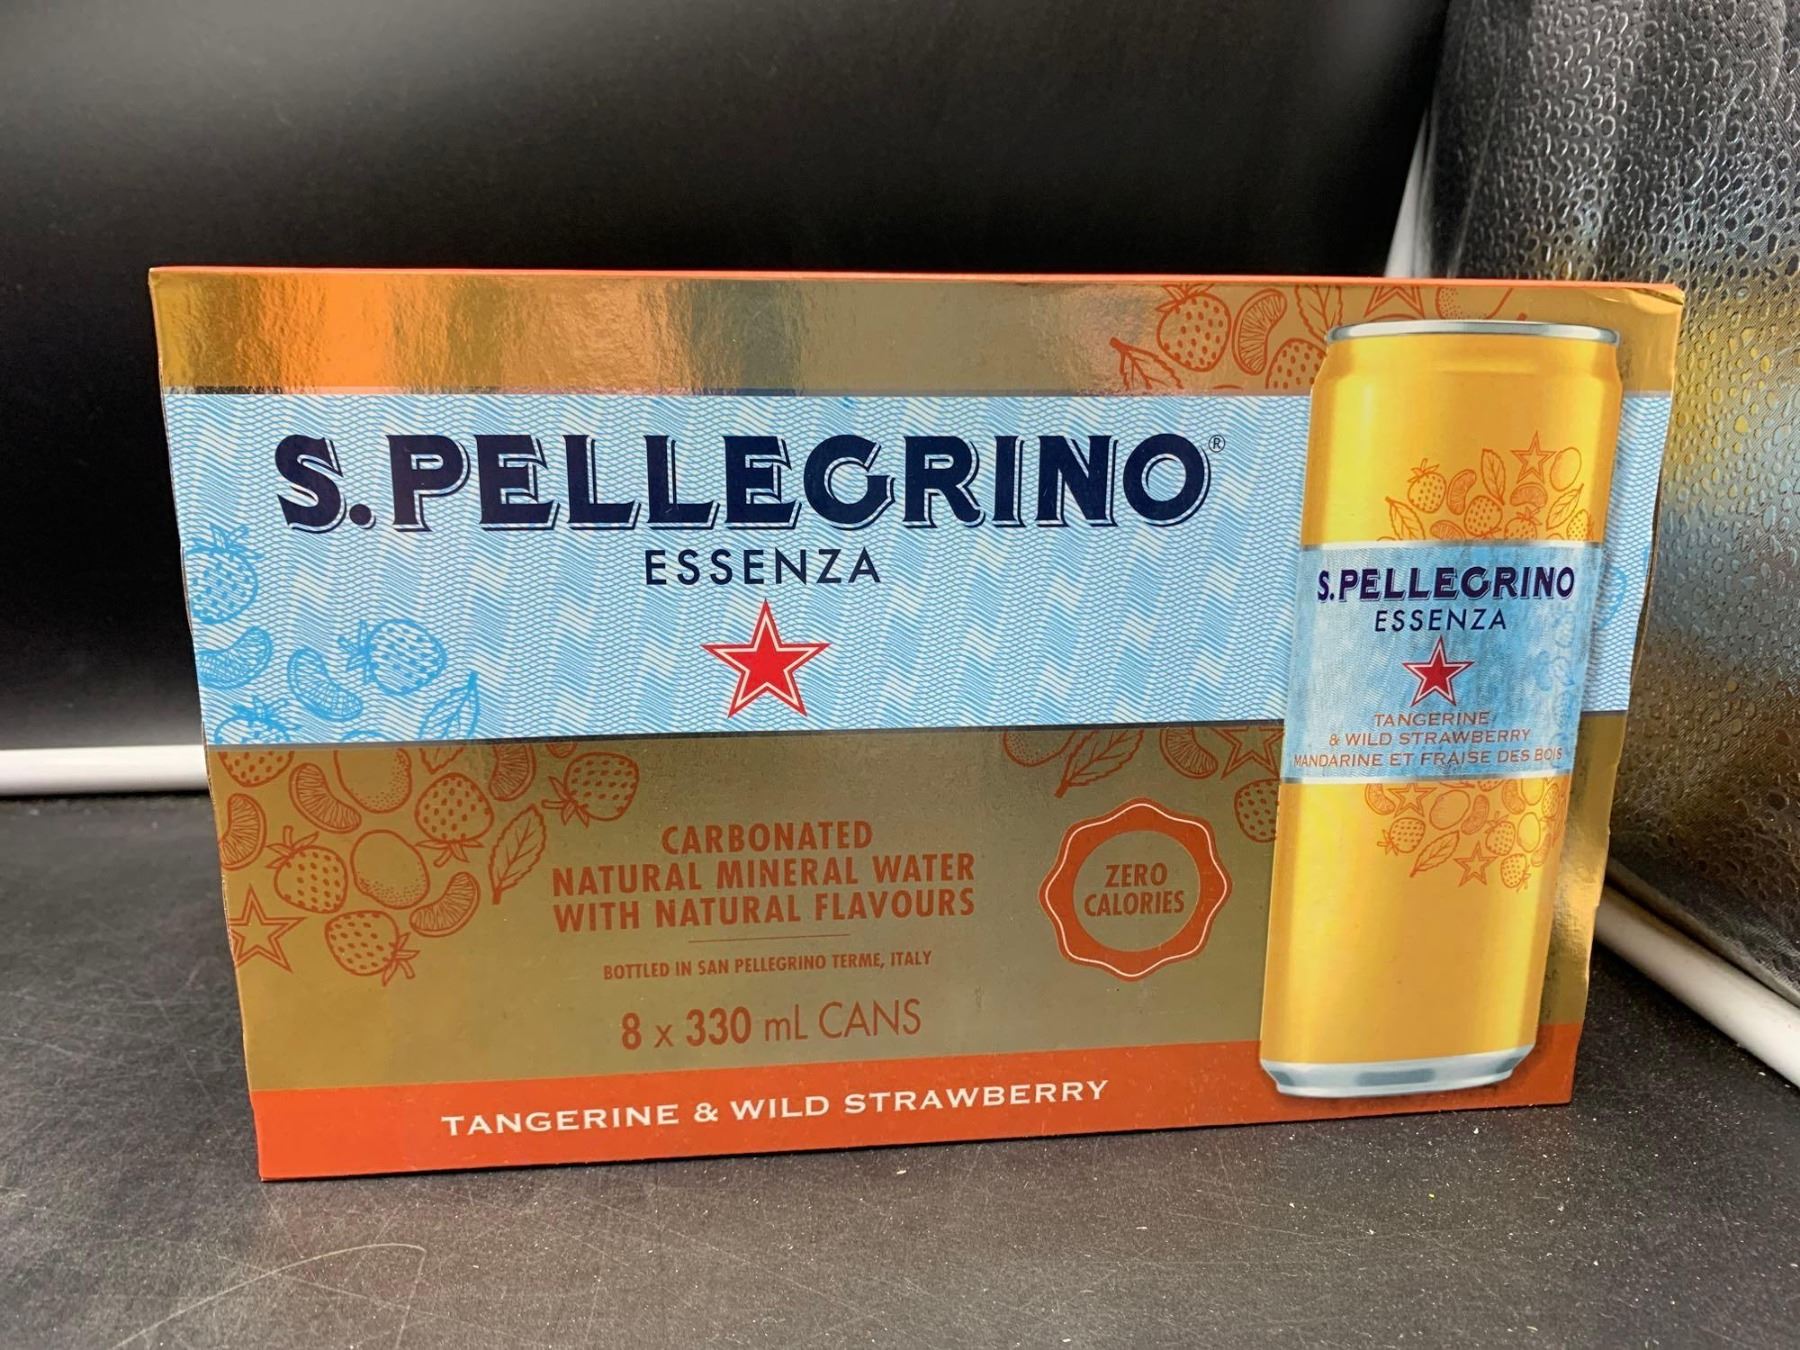 S.PELLEGRINO®
ESSENZA
CARBONATED
NATURAL MINERAL WATER
WITH NATURAL FLAVOURS
BOTTLED IN SAN PELLEGRINO TERME, ITALY
8 x 330 mL CANS
ZERO
CALORIES
TANGERINE & WILD STRAWBERRY
S.PELLEGRINO
ESSENZA
TANGERINE
& WILD STRAWBERRY
MANDARINE ET FRAISE DES BOIS